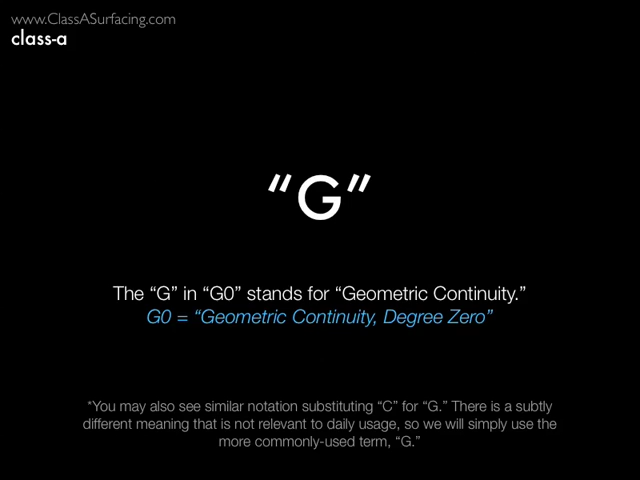 www.ClassASurfacing.com
class-a
“G”
The “G” in “G0” stands for “Geometric Continuity.”
G0 = “Geometric Continuity, Degree Zero”
*You may also see similar notation substituting “C” for “G.” There is a subtly
different meaning that is not relevant to daily usage, so we will simply use the
more commonly-used term, “G.”